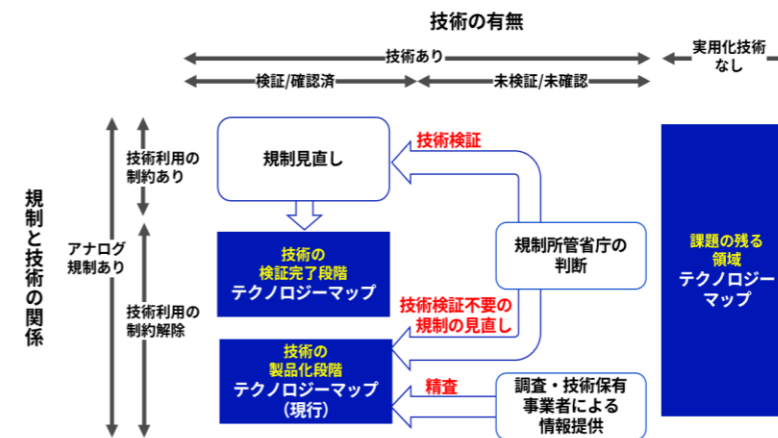 技術の有無
技術あり
実用化技術
なし
検証/確認済
未検証/未確認
規制と技術の関係
アナログ
規制あり
技術利用の
制約あり
技術利用の
制約解除
規制見直し
技術検証
規制所管省庁の
判断
技術の
検証完了段階
テクノロジーマップ
技術検証不要の
規制の見直し
技術の
製品化段階
テクノロジーマップ
（現行）
精査
調査・技術保有
事業者による
情報提供
課題の残る
領域
テクノロジー
マップ